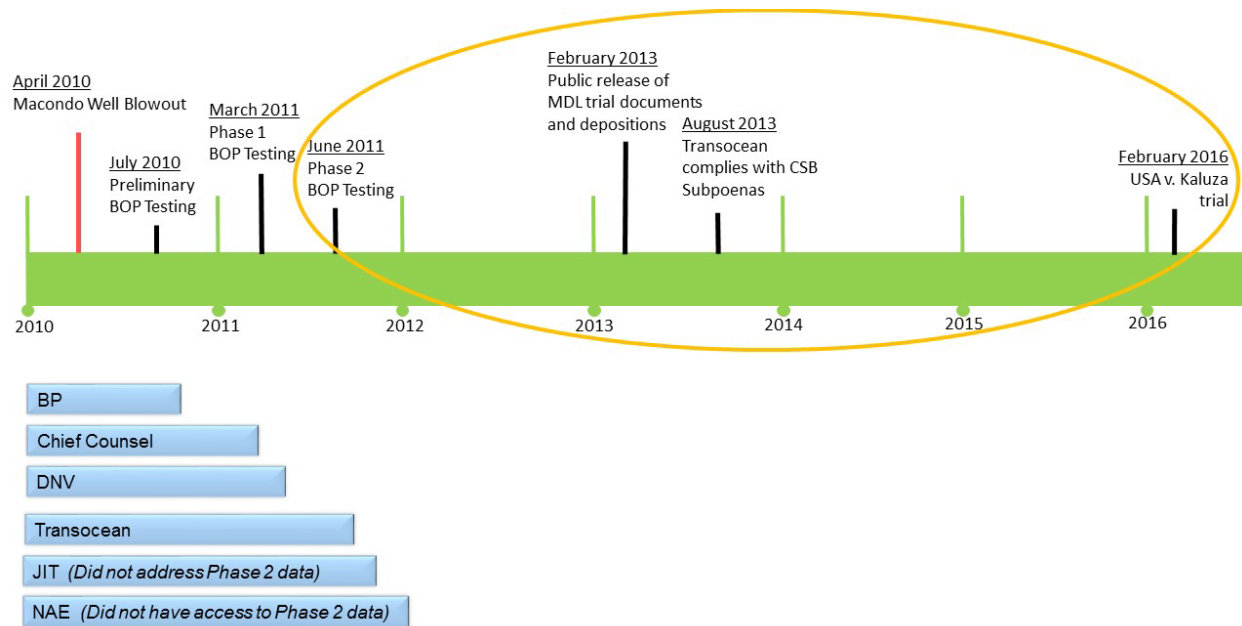 April 2010
Macondo Well Blowout
July 2010
Preliminary
BOP Testing
March 2011
Phase 1
BOP Testing
June 2011
Phase 2
BOP Testing
February 2013
Public release of
MDL trial documents
and depositions
August 2013
Transocean
complies with CSB
Subpoenas
February 2016
USA v. Kaluza
trial
2010
2011
2012
2013
2014
2015
2016
BP
Chief Counsel
DNV
Transocean
JIT (Did not address Phase 2 data)
NAE (Did not have access to Phase 2 data)